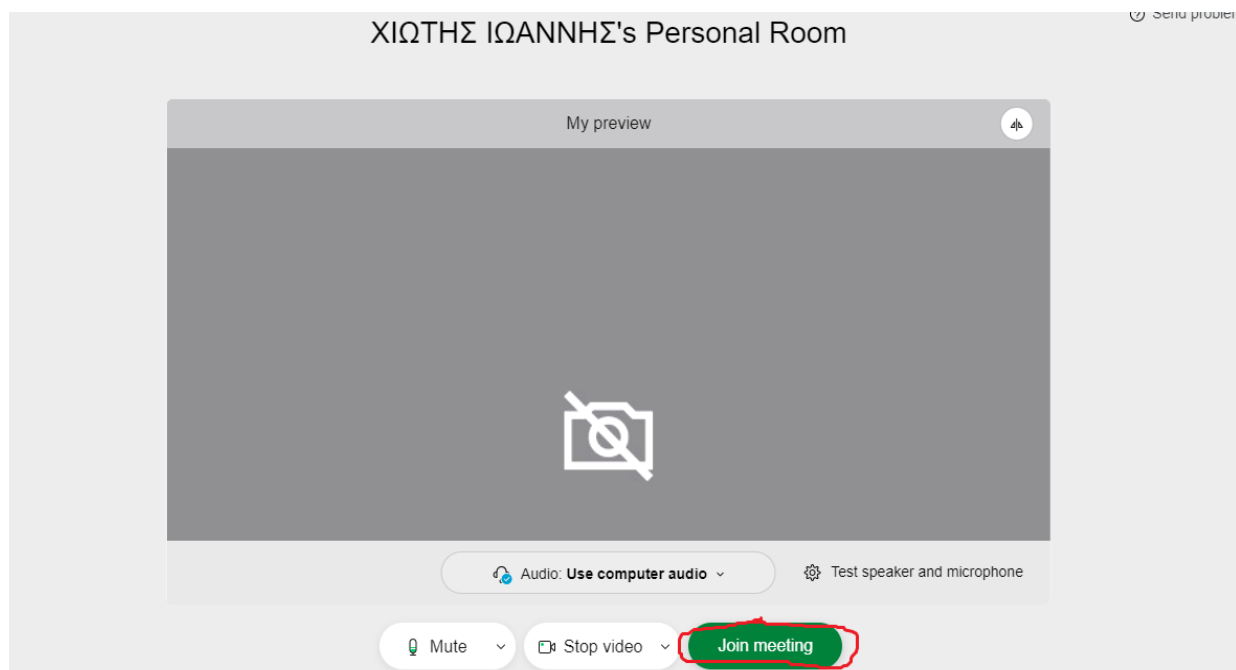 Send
ΧΙΩΤΗΣ ΙΩΑΝΝΗΣ's Personal Room
My preview
Audio: Use computer audio
Test speaker and microphone
Mute
Stop video
Join meeting